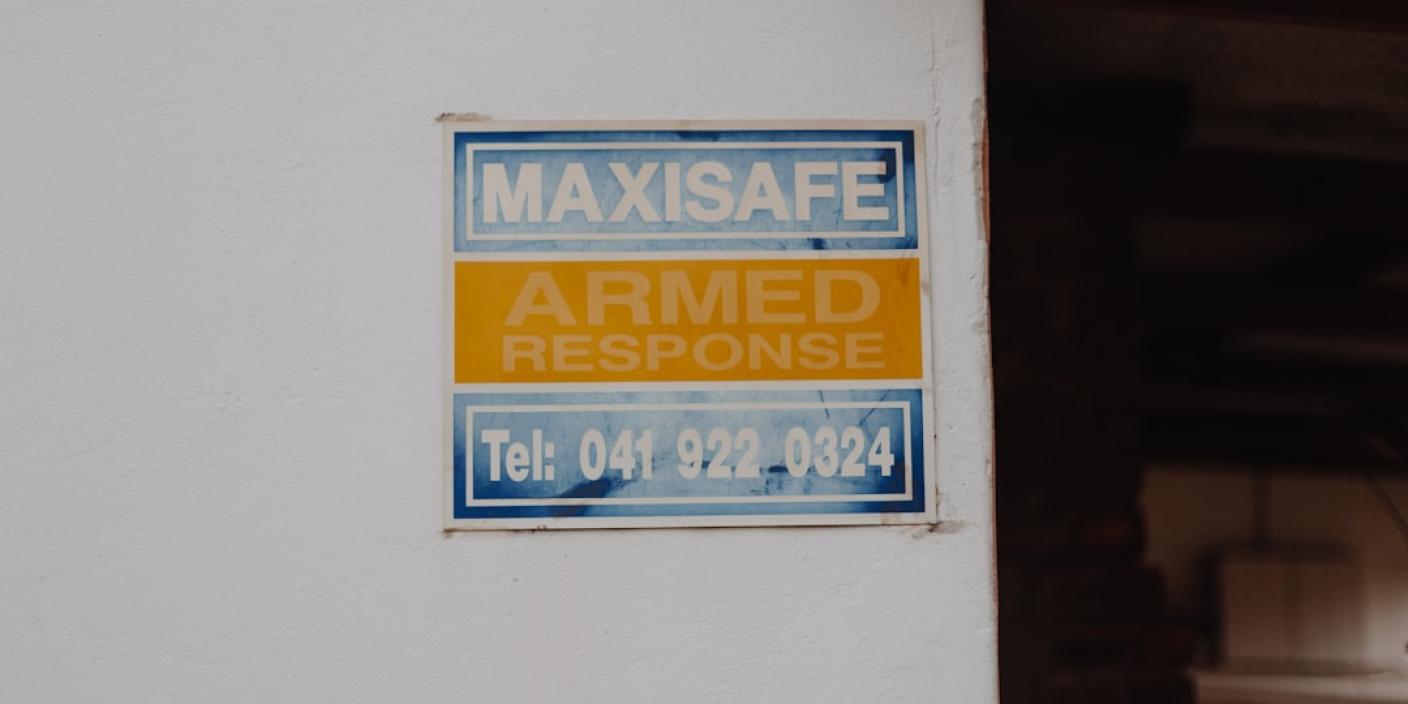 MAXISAFE
ARMED
RESPONSE
Tel: 041 922 0324